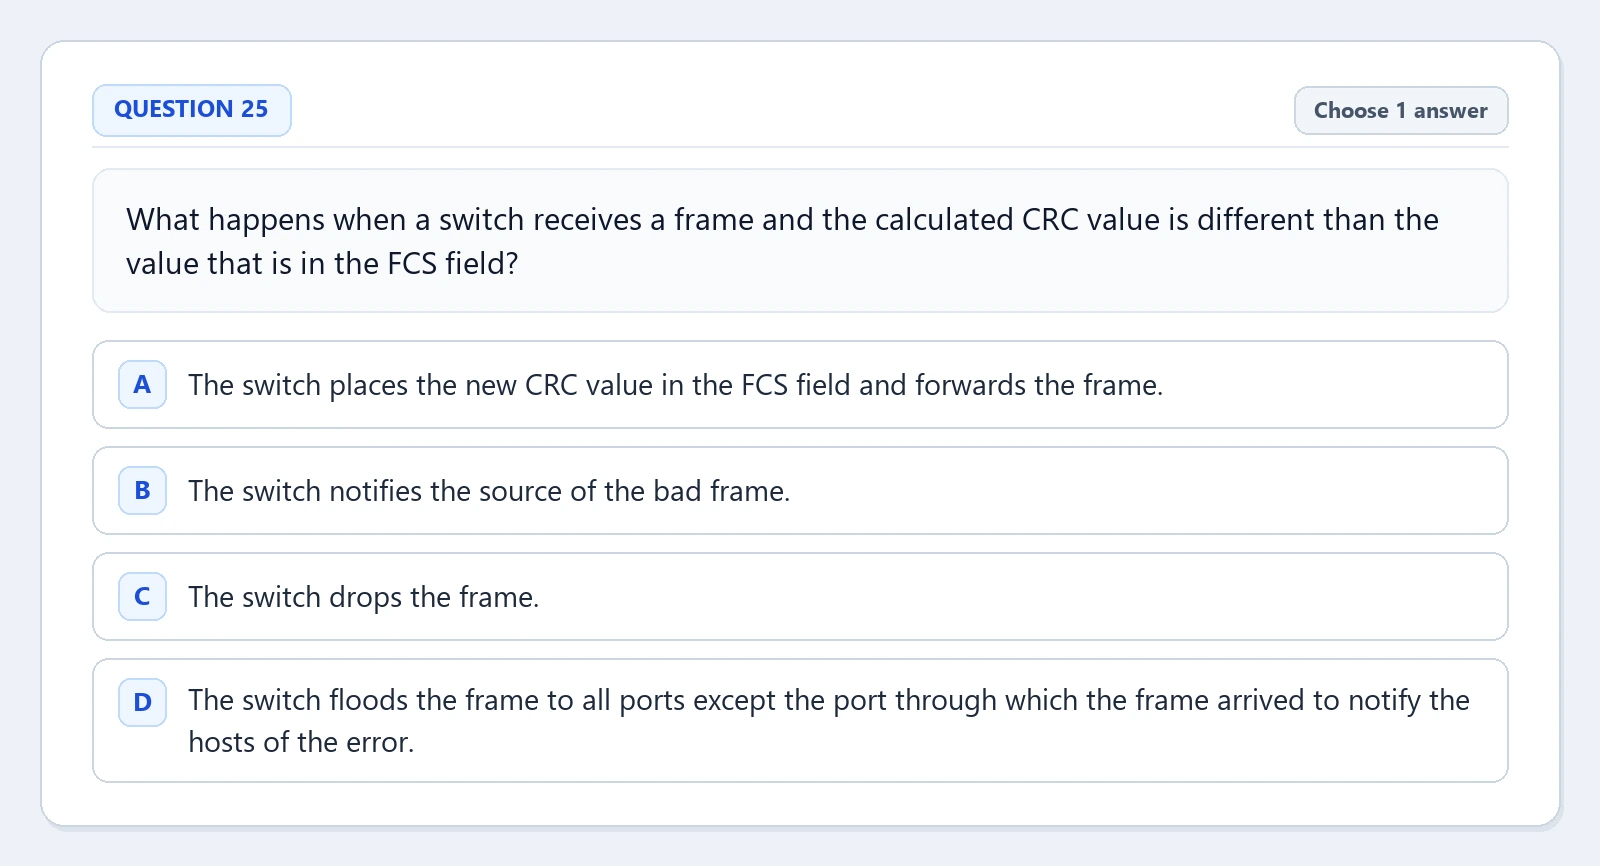 QUESTION 25
Choose 1 answer
What happens when a switch receives a frame and the calculated CRC value is different than the
value that is in the FCS field?
A The switch places the new CRC value in the FCS field and forwards the frame.
B The switch notifies the source of the bad frame.
C The switch drops the frame.
D The switch floods the frame to all ports except the port through which the frame arrived to notify the
hosts of the error.